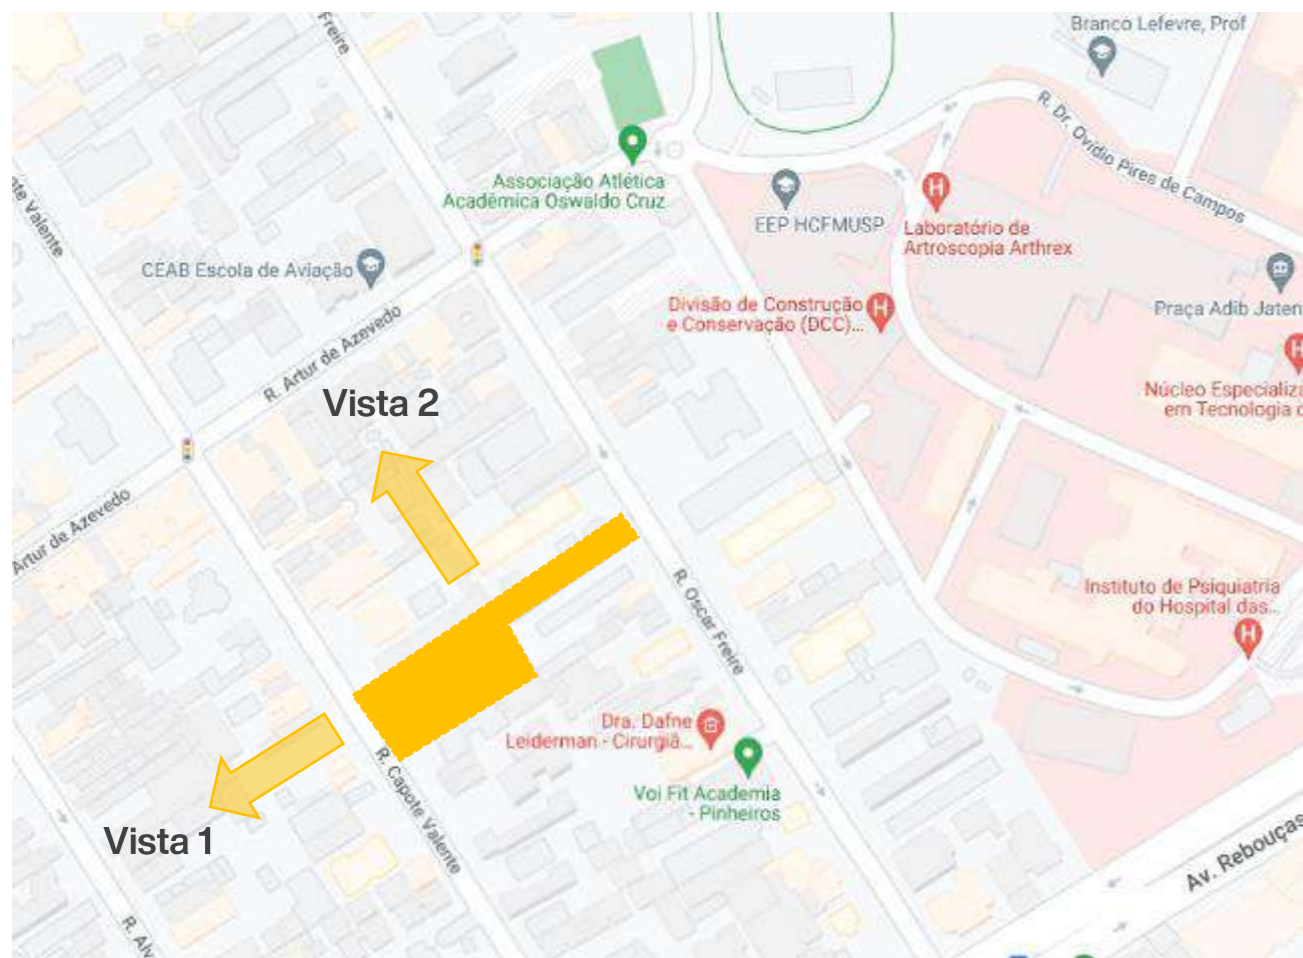 Branco Lefevre, Prof
Freire
R. Dr. Ovídio Pires de Campos
Associação Atlética
Acadêmica Oswaldo Cruz
EEP HCFMUSP
Laboratório de
Artroscopia Arthrex
Valente
CEAB Escola de Aviação
Divisão de Construção
e Conservação (DCC)...
Praça Adib Jaten
R. Artur de Azevedo
Vista 2
Núcleo Especializa
em Tecnologia
Artur de Azevedo
R. Oscar Freire
Instituto de Psiquiatria
do Hospital das...
Dra. Dafne
Leiderman - Cirurgiã...
R. Capote Valente
Voi Fit Academia
- Pinheiros
Vista 1
Av. Rebouças
R. Alv